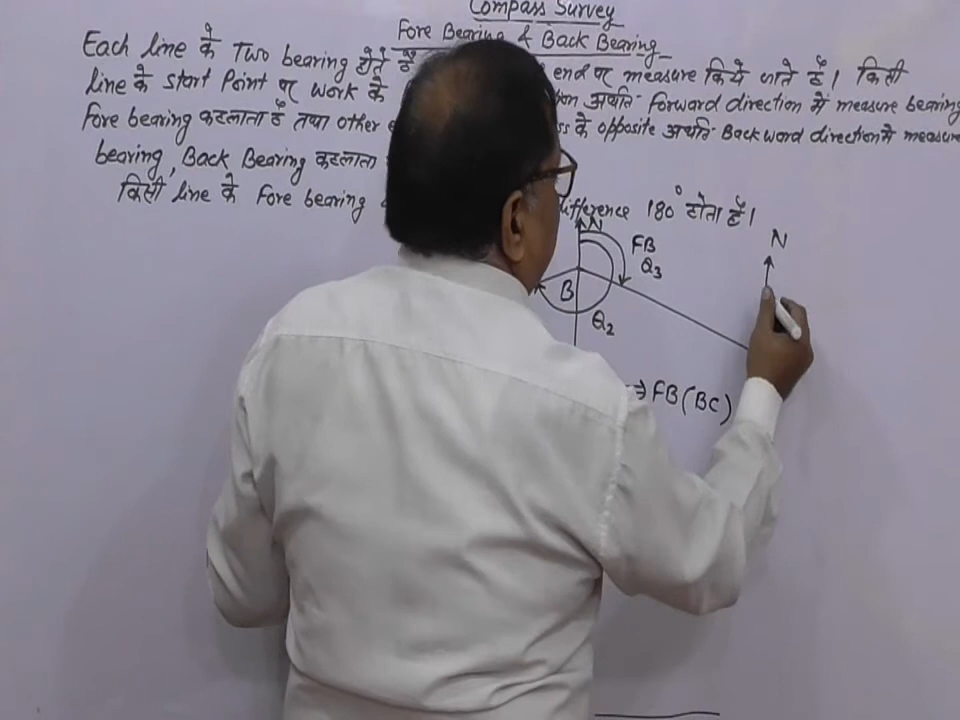 Compass Survey
Fore Bearing & Back Bearing
Each line के Two bearing होते हैं end पर measure किये जाते हैं। किसी
line के Start Point पर work के अर्थात- Forward direction में measure bearing
Fore bearing कहलाता है तथा other के opposite अर्थात- Backward direction में measure
bearing, Back Bearing कहलाता
किसी line के Fore bearing difference 180° होता है।
N
FB
N
Q3
B
Q2
⇒ FB(BC)